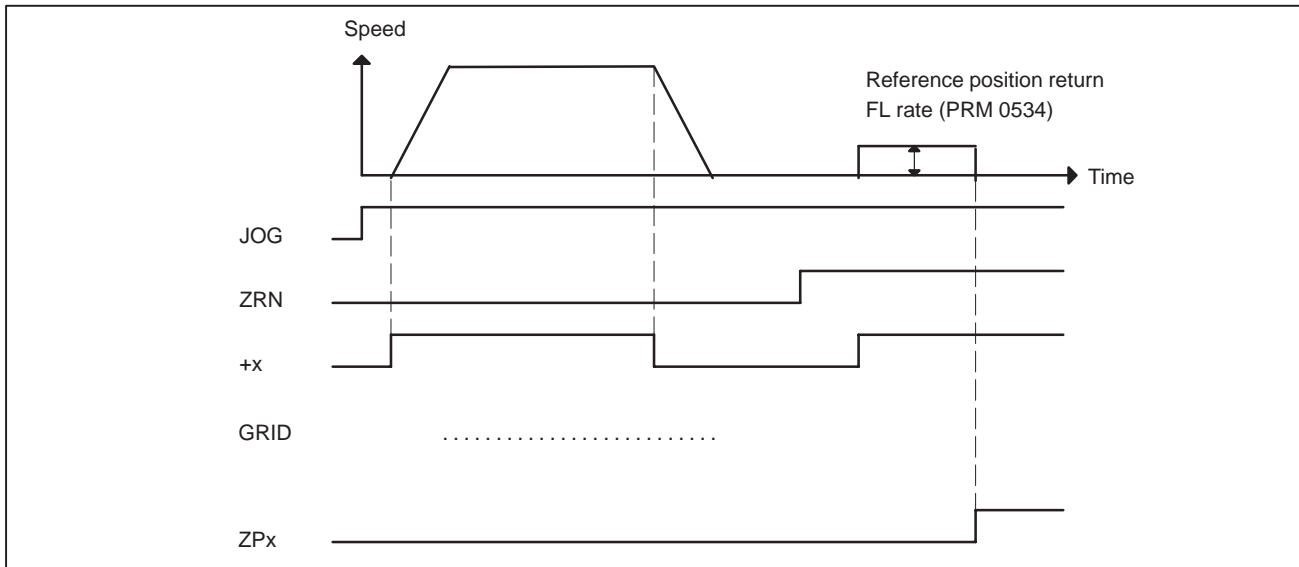 Speed
Reference position return
FL rate (PRM 0534)
Time
JOG
ZRN
+x
GRID
ZPx